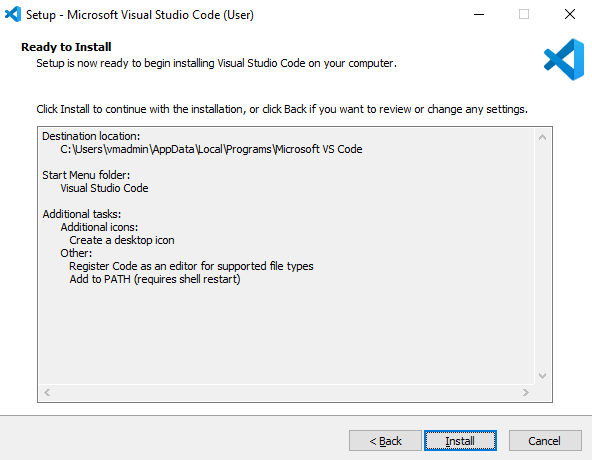 Setup - Microsoft Visual Studio Code (User)
Ready to Install
Setup is now ready to begin installing Visual Studio Code on your computer.
Click Install to continue with the installation, or click Back if you want to review or change any settings.
Destination location:
C:\Users\vmadmin\AppData\Local\Programs\Microsoft VS Code
Start Menu folder:
Visual Studio Code
Additional tasks:
Additional icons:
Create a desktop icon
Other:
Register Code as an editor for supported file types
Add to PATH (requires shell restart)
< Back
Install
Cancel